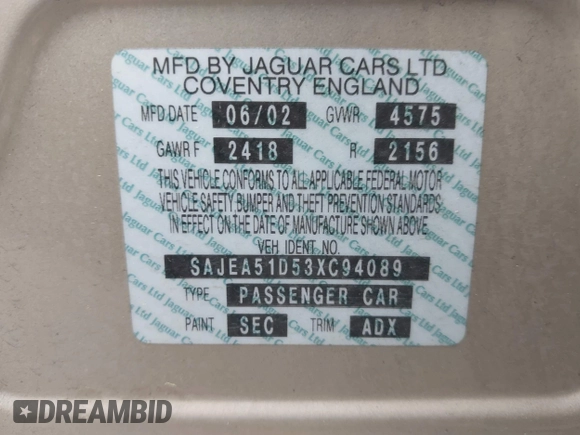 MFD BY JAGUAR CARS LTD
COVENTRY ENGLAND
MFD DATE 06/02 GVWR 4575
GAWR F 2418 R 2156
THIS VEHICLE CONFORMS TO ALL APPLICABLE FEDERAL MOTOR
VEHICLE SAFETY BUMPER AND THEFT PREVENTION STANDARDS
IN EFFECT ON THE DATE OF MANUFACTURE SHOWN ABOVE.
VEH IDENT NO.
SAJEA51D53XC94089
TYPE PASSENGER CAR
PAINT SEC TRIM ADX
DREAMBID